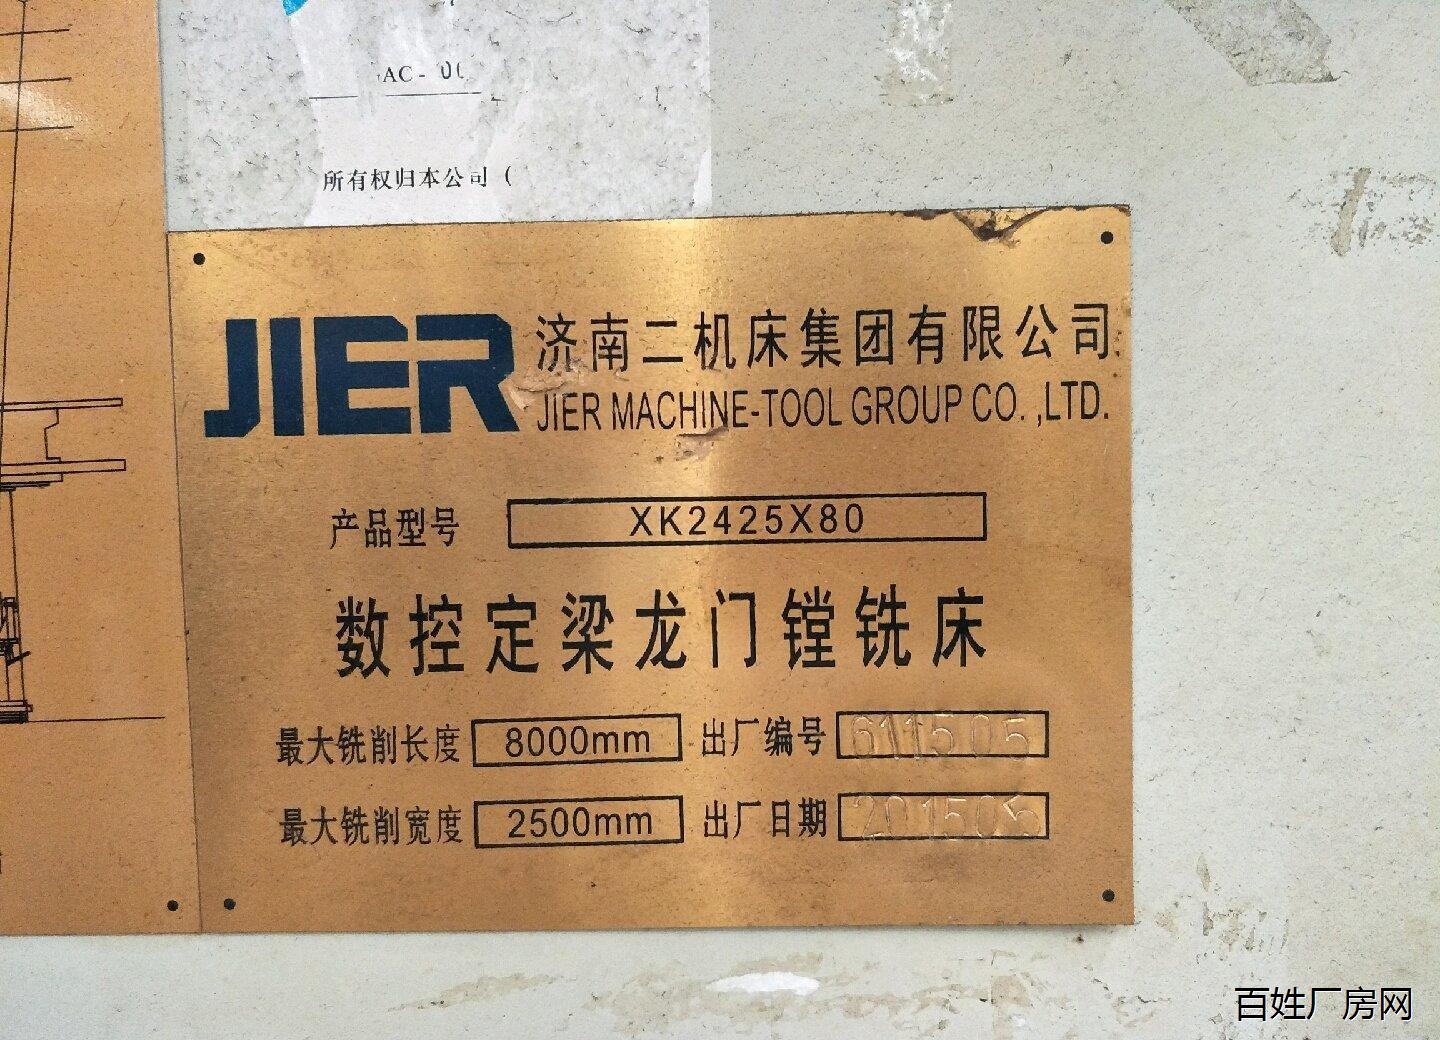 AC-
所有权归本公司（
JIER 济南二机床集团有限公司
JIER MACHINE-TOOL GROUP CO.,LTD.
产品型号 XK2425X80
数控定梁龙门镗铣床
最大铣削长度 8000mm 出厂编号 611505
最大铣削宽度 2500mm 出厂日期 201505
百姓厂房网